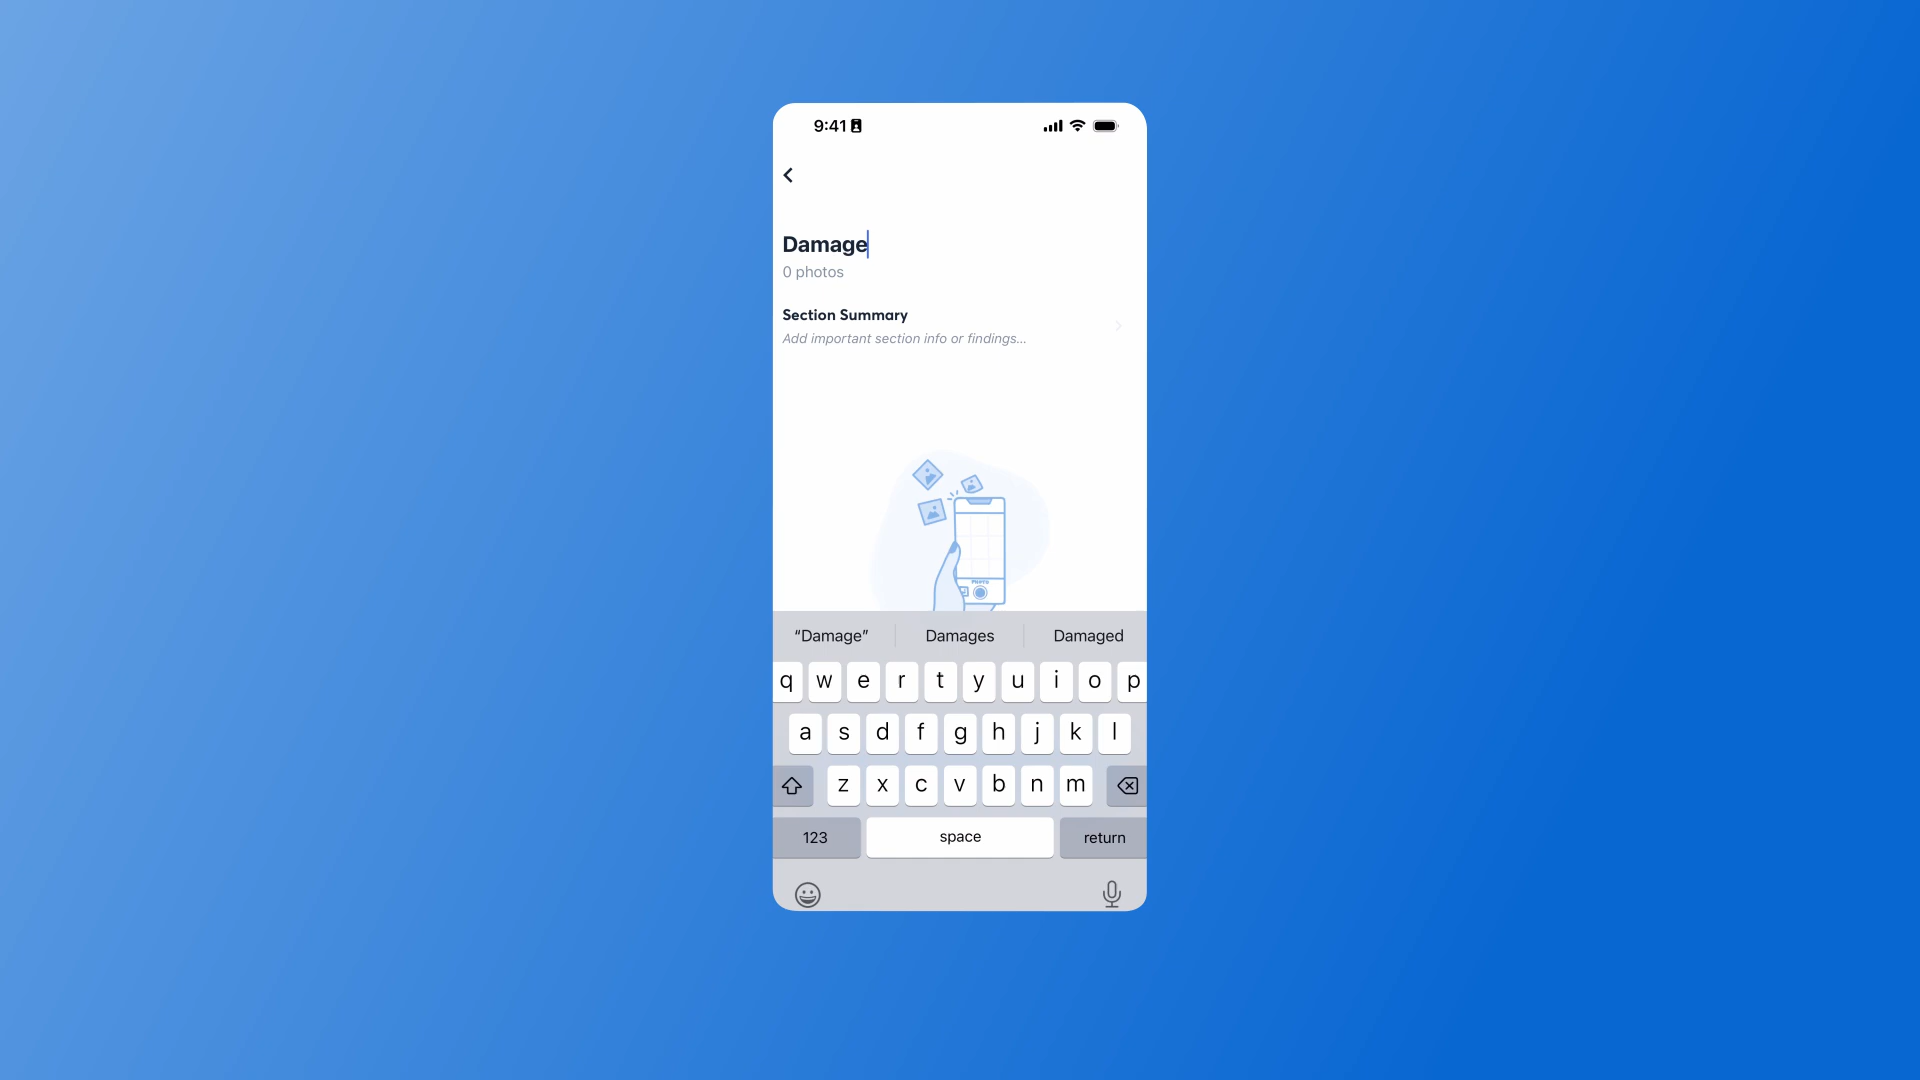 9:41
Damage
0 photos
Section Summary
Add important section info or findings...
PHOTO
“Damage” Damages Damaged
q w e r t y u i o p
a s d f g h j k l
z x c v b n m
123 space return